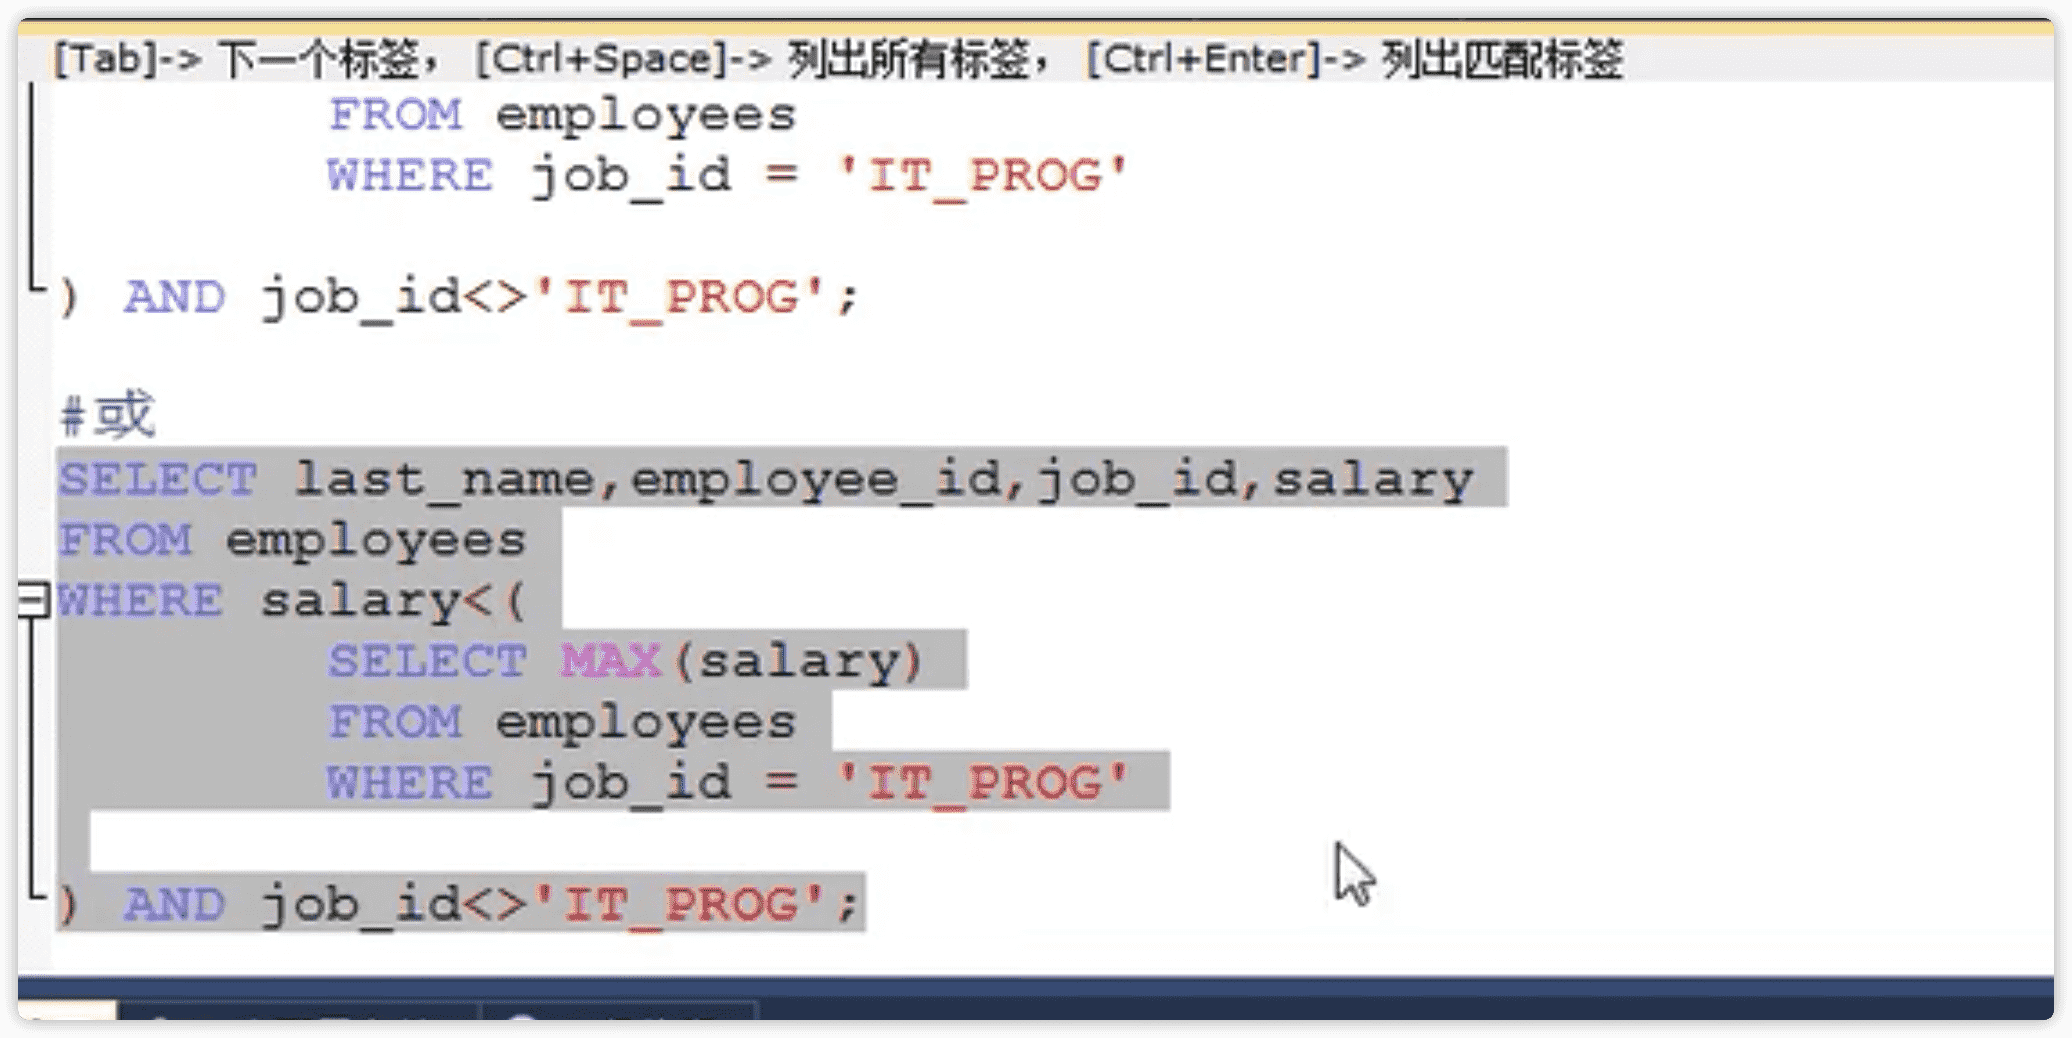 [Tab]-> 下一个标签， [Ctrl+Space]-> 列出所有标签， [Ctrl+Enter]-> 列出匹配标签
FROM employees
WHERE job_id = 'IT_PROG'
) AND job_id<>'IT_PROG';
#或
SELECT last_name,employee_id,job_id,salary
FROM employees
WHERE salary<(
SELECT MAX(salary)
FROM employees
WHERE job_id = 'IT_PROG'
) AND job_id<>'IT_PROG';